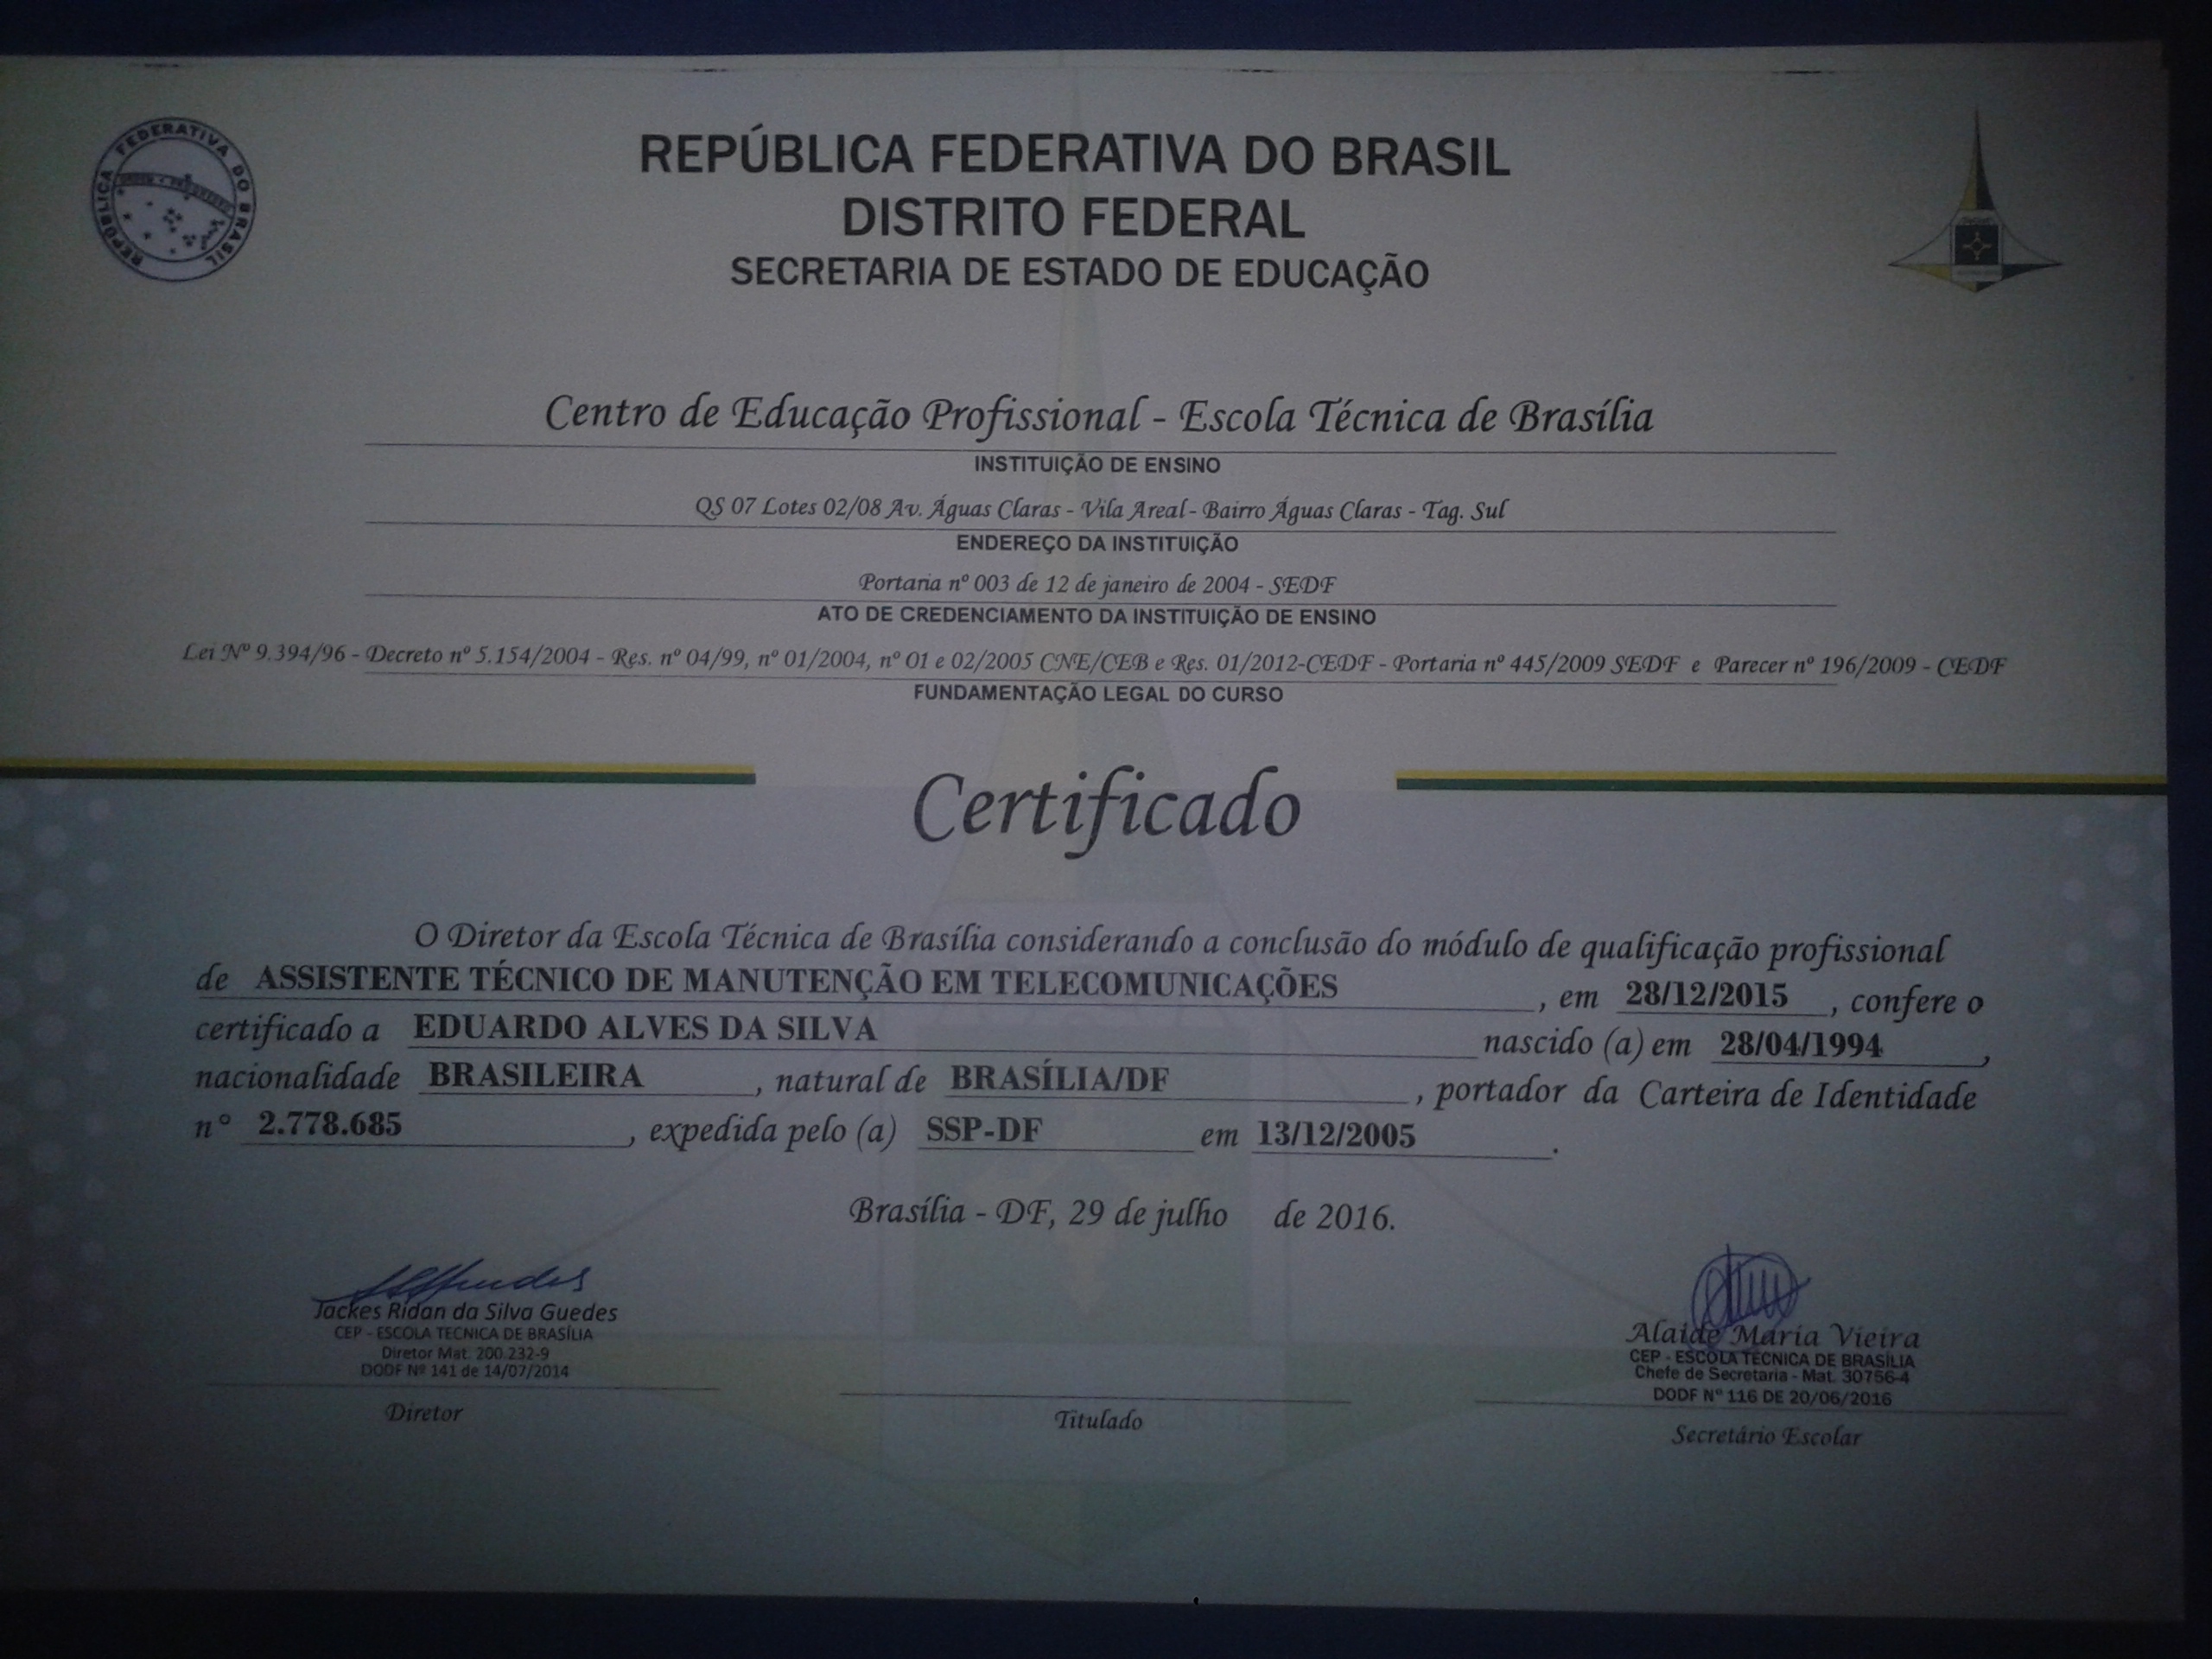 REPÚBLICA FEDERATIVA DO BRASIL
REPÚBLICA FEDERATIVA DO BRASIL
DISTRITO FEDERAL
SECRETARIA DE ESTADO DE EDUCAÇÃO
Centro de Educação Profissional - Escola Técnica de Brasília
INSTITUIÇÃO DE ENSINO
QS 07 Lotes 02/08 Av. Águas Claras - Vila Areal- Bairro Águas Claras - Tag. Sul
ENDEREÇO DA INSTITUIÇÃO
Portaria nº 003 de 12 de janeiro de 2004 - SEDF
ATO DE CREDENCIAMENTO DA INSTITUIÇÃO DE ENSINO
Lei Nº 9.394/96 - Decreto nº 5.154/2004 - Res. nº 04/99, nº 01/2004, nº 01 e 02/2005 CNE/CEB e Res. 01/2012-CEDF - Portaria nº 445/2009 SEDF e Parecer nº 196/2009 - CEDF
FUNDAMENTAÇÃO LEGAL DO CURSO
Certificado
O Diretor da Escola Técnica de Brasília considerando a conclusão do módulo de qualificação profissional
de ASSISTENTE TÉCNICO DE MANUTENÇÃO EM TELECOMUNICAÇÕES , em 28/12/2015 , confere o
certificado a EDUARDO ALVES DA SILVA nascido (a) em 28/04/1994 ,
nacionalidade BRASILEIRA , natural de BRASÍLIA/DF , portador da Carteira de Identidade
n° 2.778.685 , expedida pelo (a) SSP-DF em 13/12/2005 .
Brasília - DF, 29 de julho de 2016.
Jackes Ridan da Silva Guedes
CEP - ESCOLA TECNICA DE BRASÍLIA
Diretor Mat. 200.232-9
DODF Nº 141 de 14/07/2014
Diretor
Titulado
Alaide Maria Vieira
CEP - ESCOLA TÉCNICA DE BRASÍLIA
Chefe de Secretaria - Mat. 30756-4
DODF Nº 116 DE 20/06/2016
Secretário Escolar